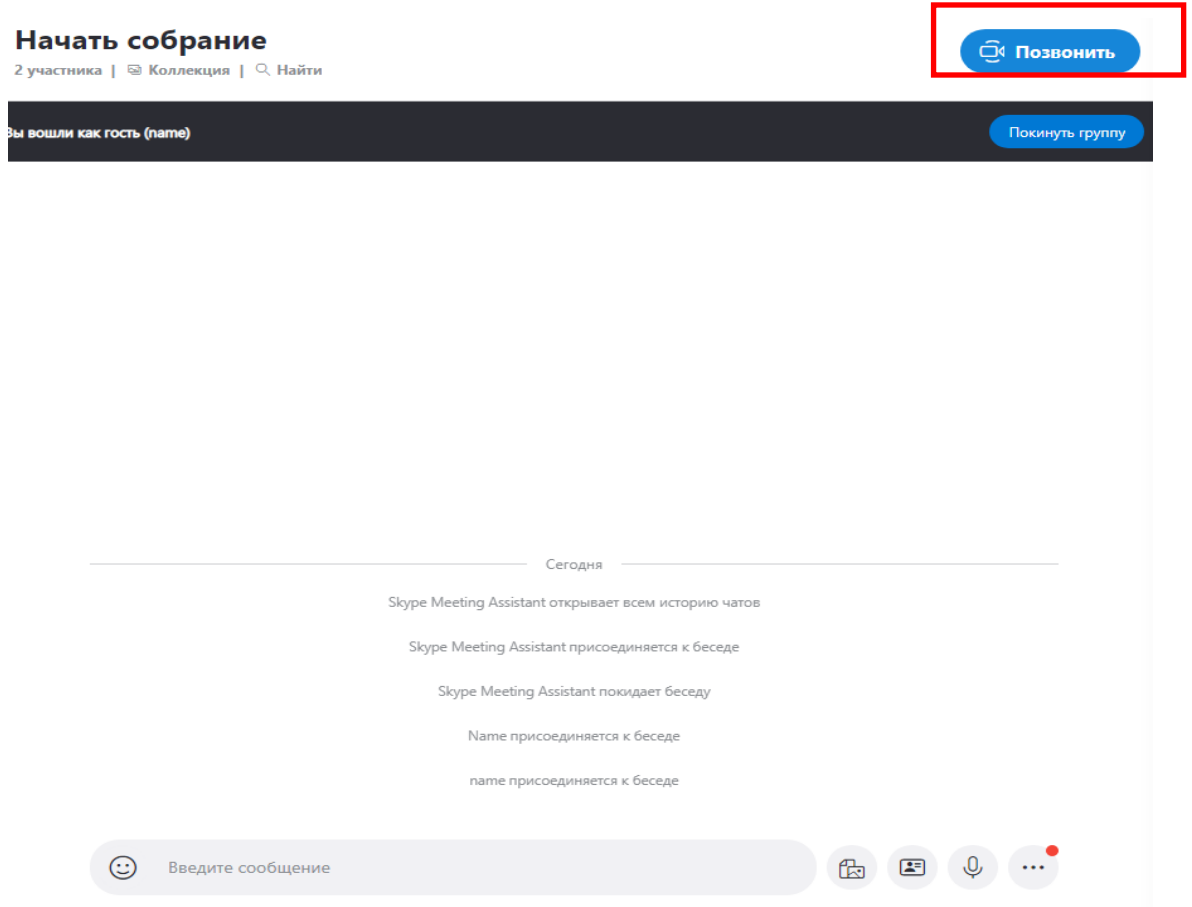 Начать собрание
Позвонить
2 участника | Коллекция | Найти
Вы вошли как гость (name)
Покинуть группу
Сегодня
Skype Meeting Assistant открывает всем историю чатов
Skype Meeting Assistant присоединяется к беседе
Skype Meeting Assistant покидает беседу
Name присоединяется к беседе
name присоединяется к беседе
Введите сообщение